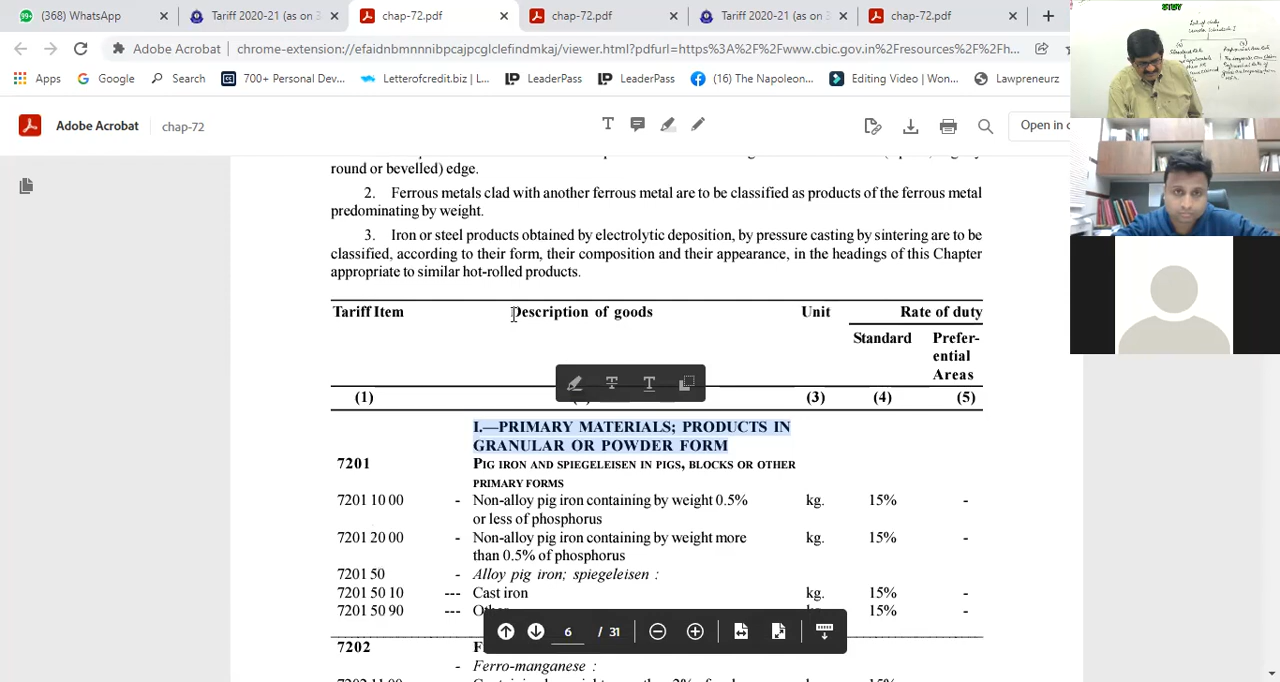 (368) WhatsApp
Tariff 2020-21 (as on 3
chap-72.pdf
chap-72.pdf
Tariff 2020-21 (as on 3
chap-72.pdf
Adobe Acrobat | chrome-extension://efaidnbmnnnibpcajpcglclefindmkaj/viewer.html?pdfurl=https%3A%2F%2Fwww.cbic.gov.in%2Fresources%2F%2Fh...
Apps Google Search 700+ Personal Dev... Letterofcredit.biz | L... LeaderPass LeaderPass (16) The Napoleon... Editing Video | Won... Lawpreneur
Adobe Acrobat chap-72 Open in
round or bevelled) edge.
2. Ferrous metals clad with another ferrous metal are to be classified as products of the ferrous metal
predominating by weight.
3. Iron or steel products obtained by electrolytic deposition, by pressure casting by sintering are to be
classified, according to their form, their composition and their appearance, in the headings of this Chapter
appropriate to similar hot-rolled products.
Tariff Item Description of goods Unit Rate of duty
Standard Prefer-
ential
Areas
(1) (3) (4) (5)
I.—PRIMARY MATERIALS; PRODUCTS IN
GRANULAR OR POWDER FORM
7201 PIG IRON AND SPIEGELEISEN IN PIGS, BLOCKS OR OTHER
PRIMARY FORMS
7201 10 00 - Non-alloy pig iron containing by weight 0.5% kg. 15% -
or less of phosphorus
7201 20 00 - Non-alloy pig iron containing by weight more kg. 15% -
than 0.5% of phosphorus
7201 50 - Alloy pig iron; spiegeleisen :
7201 50 10 --- Cast iron kg. 15% -
7201 50 90 --- Other kg. 15% -
6 / 31
7202
- Ferro-manganese :